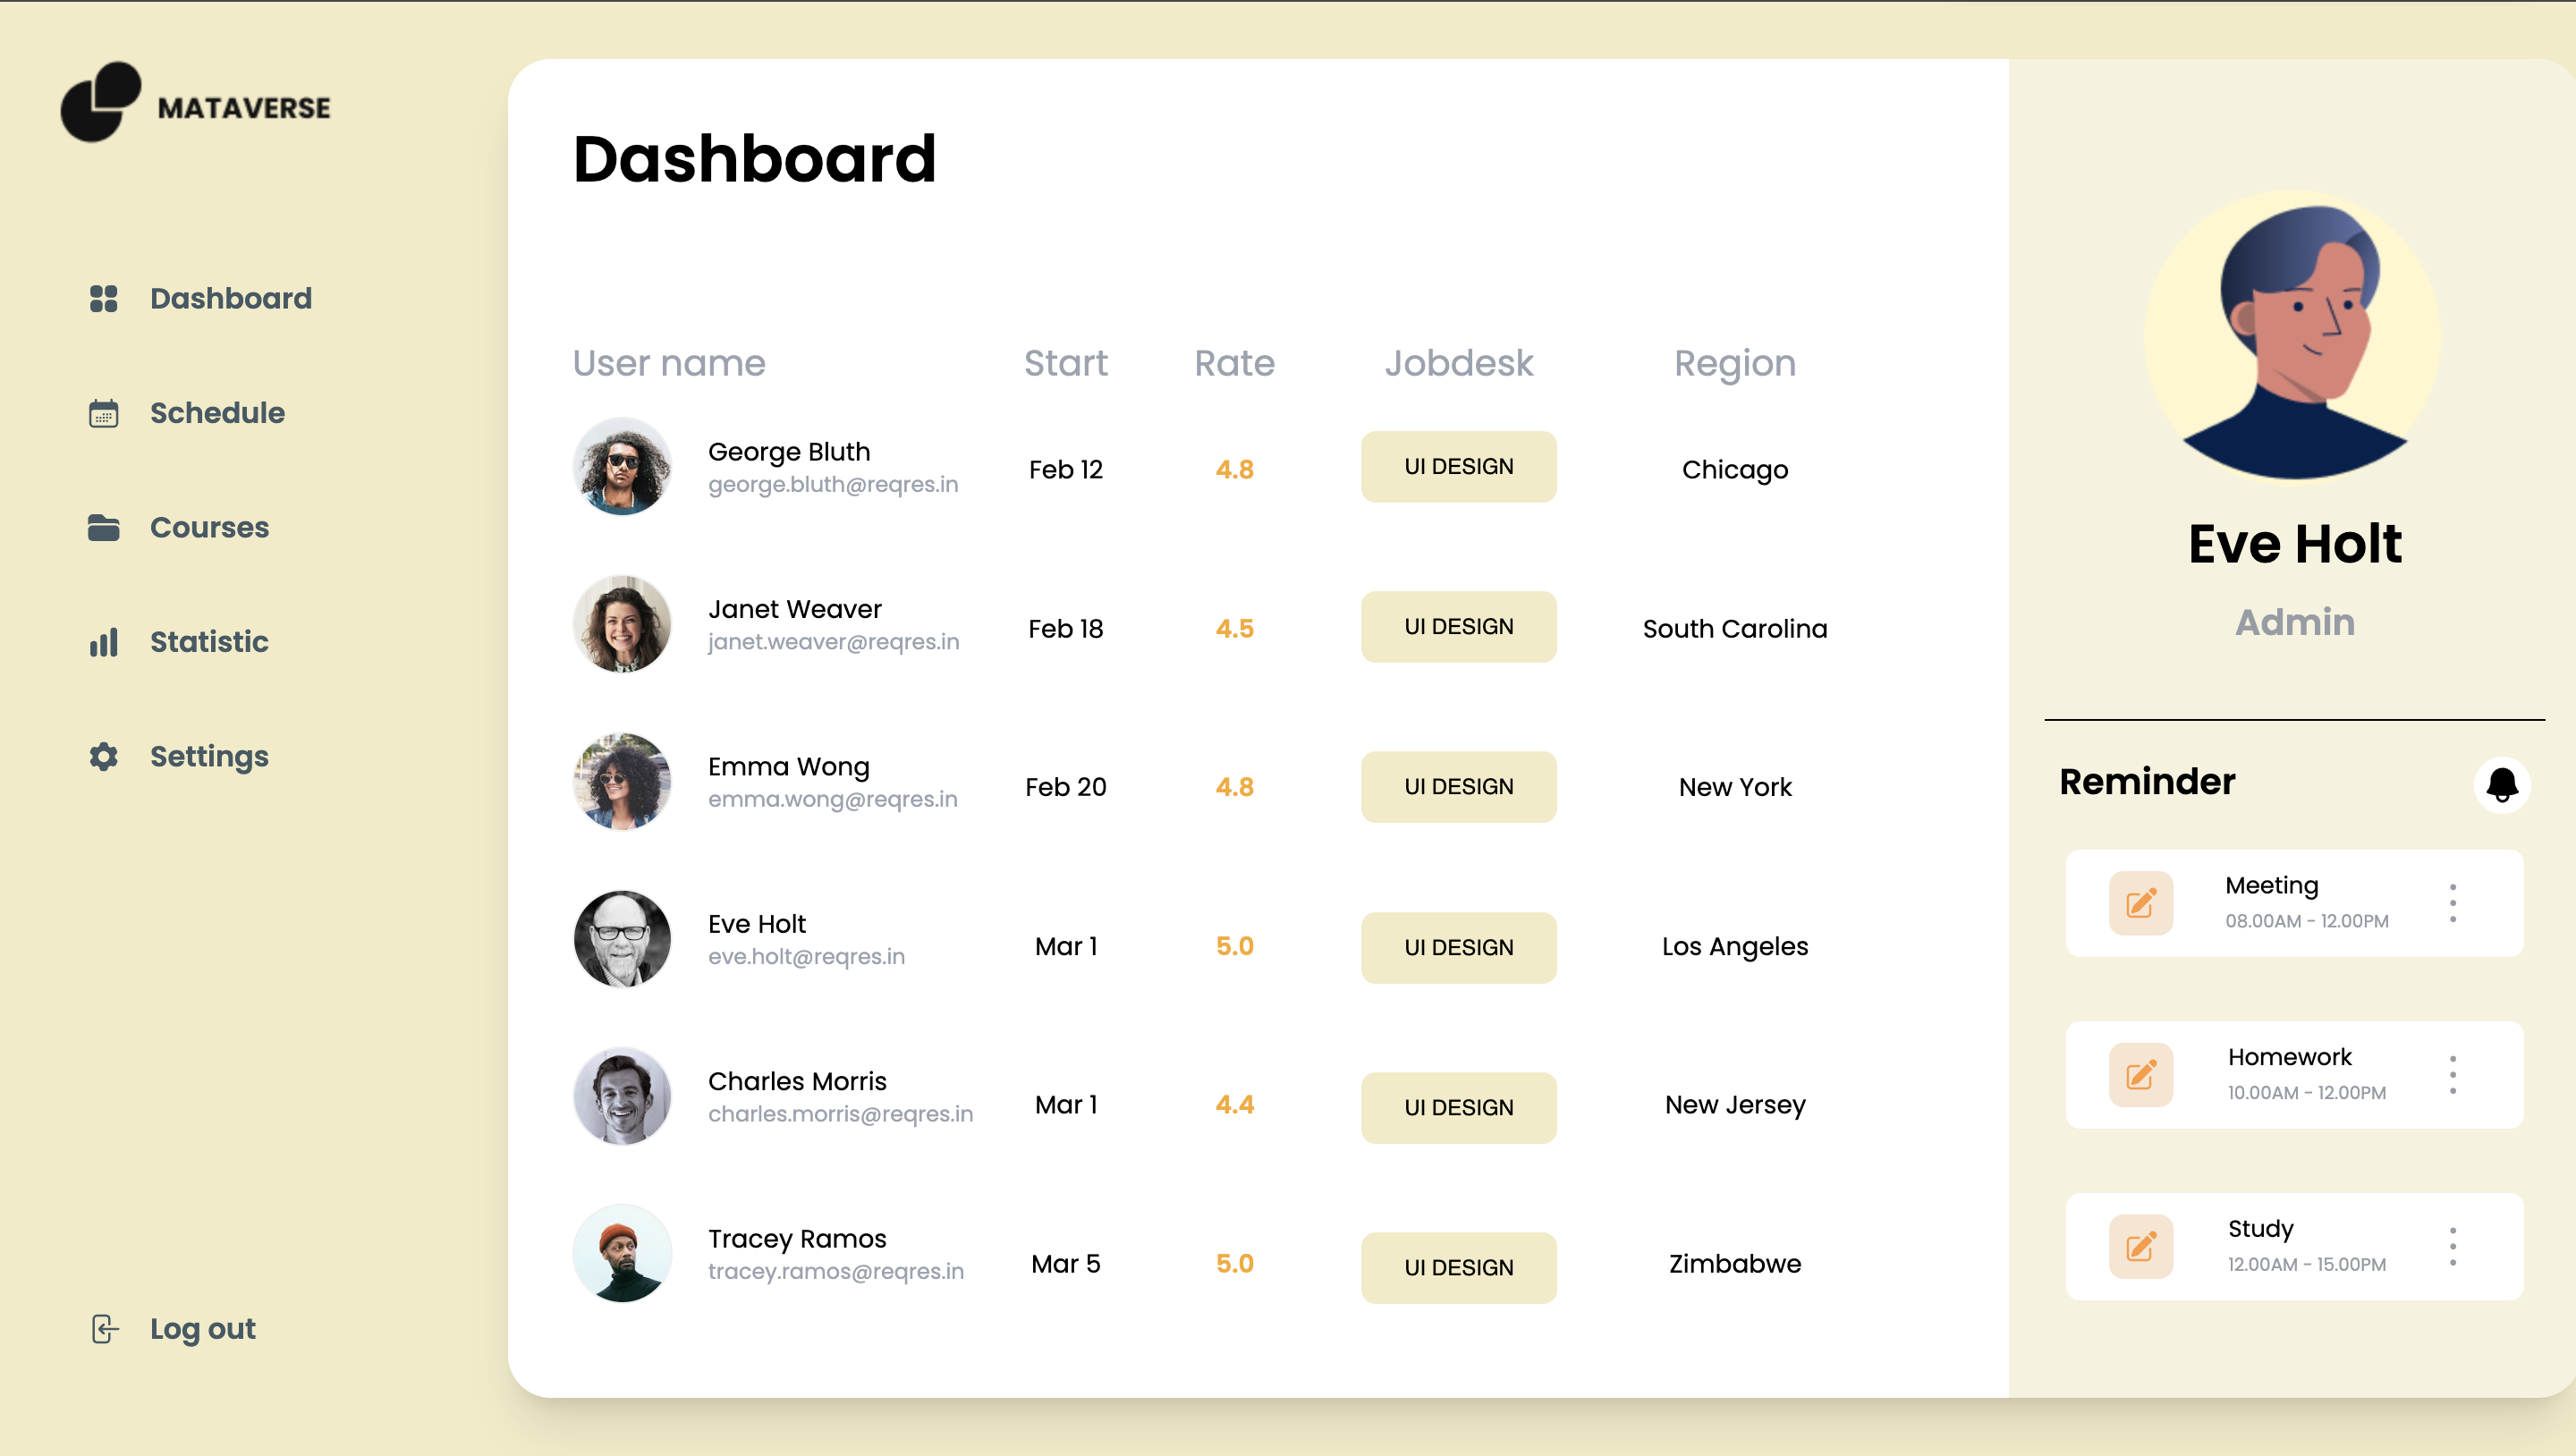 MATAVERSE
Dashboard
Schedule
Courses
Statistic
Settings
Log out
Dashboard
User name Start Rate Jobdesk Region
George Bluth
george.bluth@reqres.in
Feb 12 4.8 UI DESIGN Chicago
Janet Weaver
janet.weaver@reqres.in
Feb 18 4.5 UI DESIGN South Carolina
Emma Wong
emma.wong@reqres.in
Feb 20 4.8 UI DESIGN New York
Eve Holt
eve.holt@reqres.in
Mar 1 5.0 UI DESIGN Los Angeles
Charles Morris
charles.morris@reqres.in
Mar 1 4.4 UI DESIGN New Jersey
Tracey Ramos
tracey.ramos@reqres.in
Mar 5 5.0 UI DESIGN Zimbabwe
Eve Holt
Admin
Reminder
Meeting
08.00AM - 12.00PM
Homework
10.00AM - 12.00PM
Study
12.00AM - 15.00PM